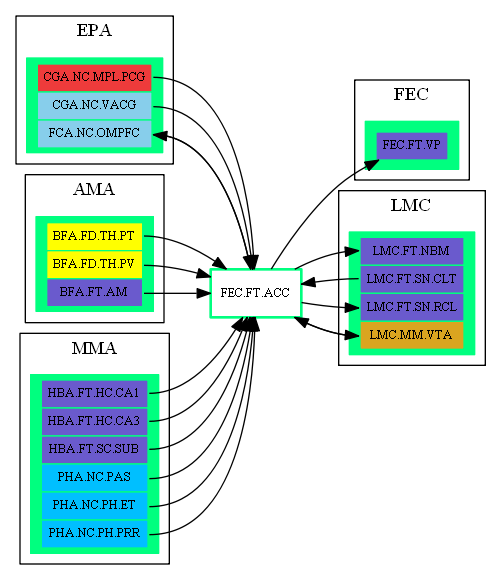 EPA
CGA.NC.MPL.PCG
CGA.NC.VACG
FCA.NC.OMPFC
AMA
BFA.FD.TH.PT
BFA.FD.TH.PV
BFA.FT.AM
MMA
HBA.FT.HC.CA1
HBA.FT.HC.CA3
HBA.FT.SC.SUB
PHA.NC.PAS
PHA.NC.PH.ET
PHA.NC.PH.PRR
FEC.FT.ACC
FEC
FEC.FT.VP
LMC
LMC.FT.NBM
LMC.FT.SN.CLT
LMC.FT.SN.RCL
LMC.MM.VTA